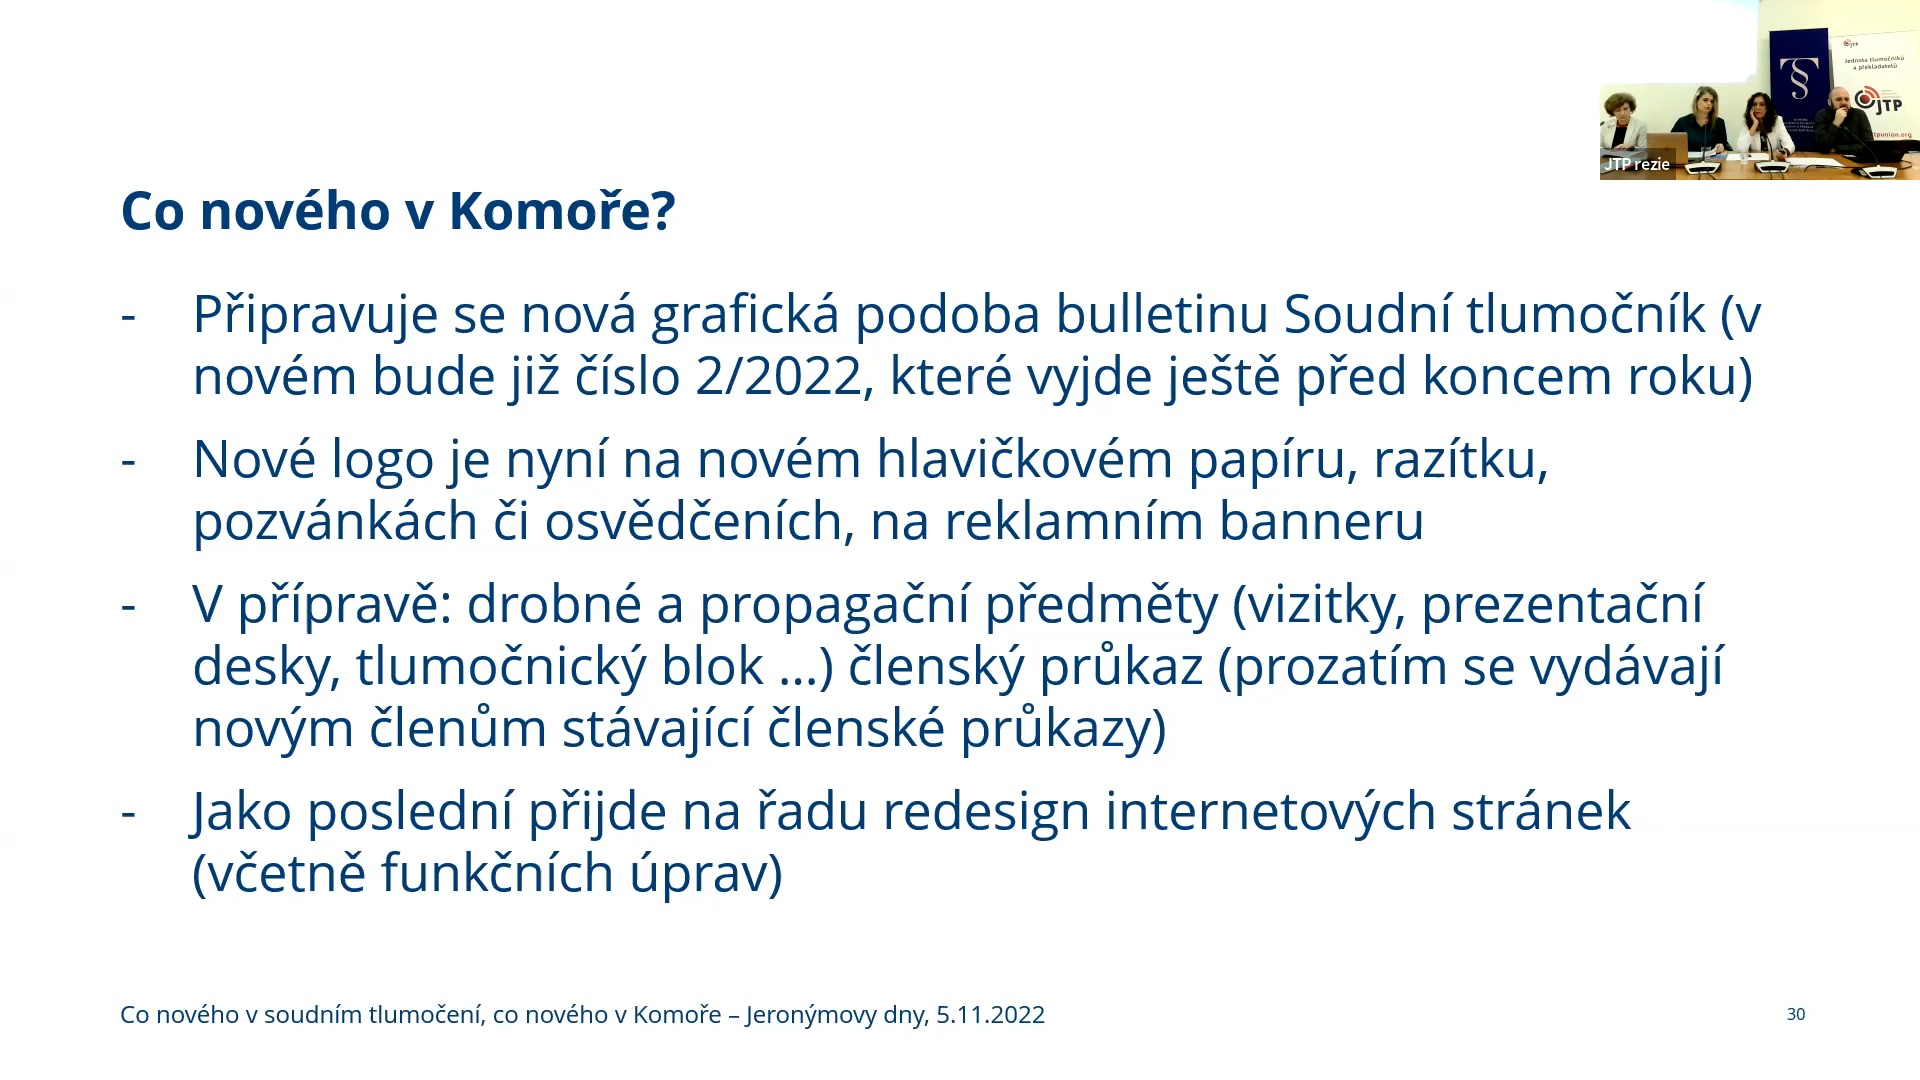 Jednota tlumočníků
a překladatelů
JTP
JTP rezie
Co nového v Komoře?
- Připravuje se nová grafická podoba bulletinu Soudní tlumočník (v
novém bude již číslo 2/2022, které vyjde ještě před koncem roku)
- Nové logo je nyní na novém hlavičkovém papíru, razítku,
pozvánkách či osvědčeních, na reklamním banneru
- V přípravě: drobné a propagační předměty (vizitky, prezentační
desky, tlumočnický blok ...) členský průkaz (prozatím se vydávají
novým členům stávající členské průkazy)
- Jako poslední přijde na řadu redesign internetových stránek
(včetně funkčních úprav)
Co nového v soudním tlumočení, co nového v Komoře – Jeronýmovy dny, 5.11.2022
30